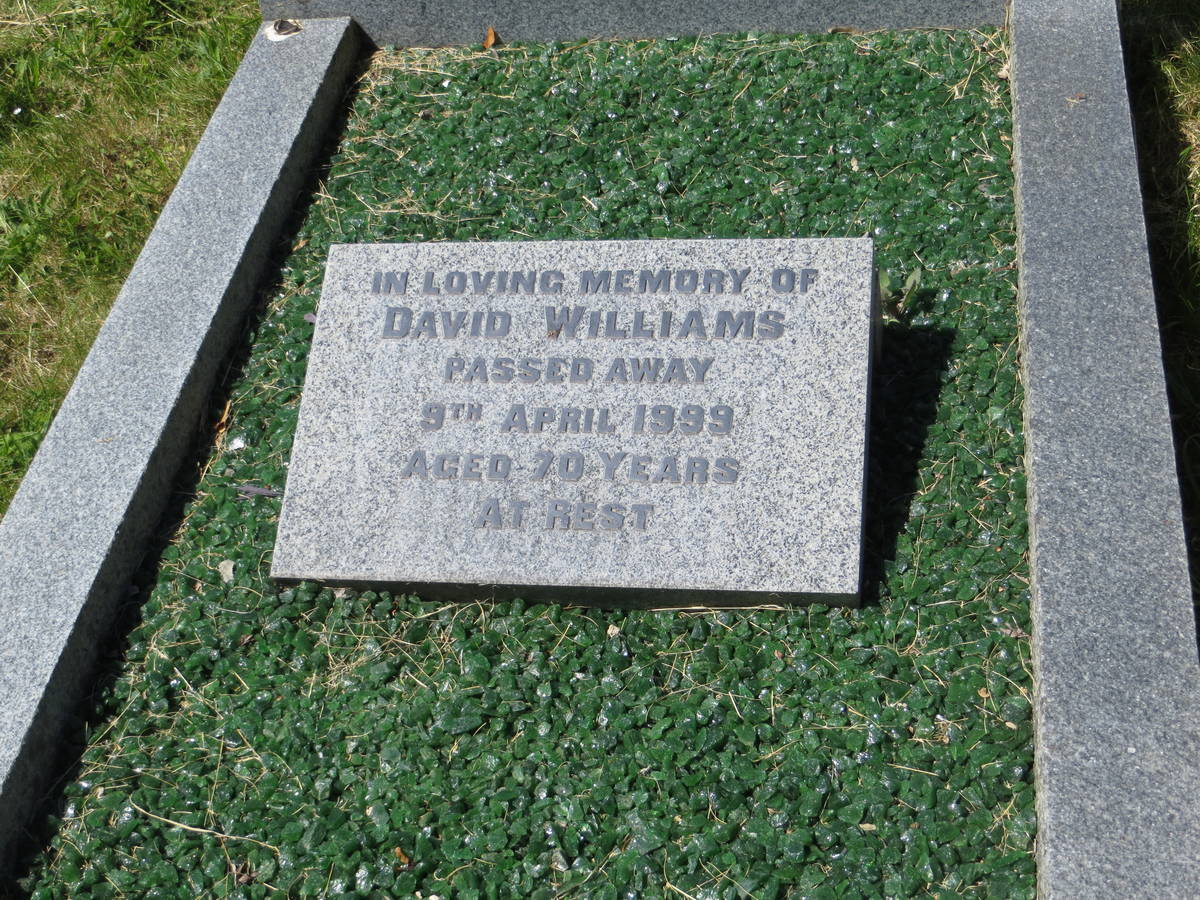 IN LOVING MEMORY OF
DAVID WILLIAMS
PASSED AWAY
9TH APRIL 1999
AGED 70 YEARS
AT REST